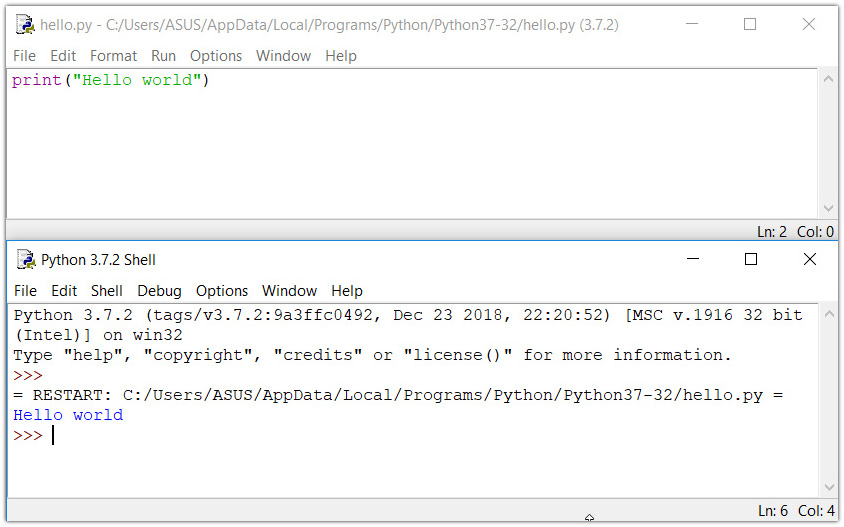 hello.py - C:/Users/ASUS/AppData/Local/Programs/Python/Python37-32/hello.py (3.7.2)
File Edit Format Run Options Window Help
print("Hello world")
Ln: 2 Col: 0
Python 3.7.2 Shell
File Edit Shell Debug Options Window Help
Python 3.7.2 (tags/v3.7.2:9a3ffc0492, Dec 23 2018, 22:20:52) [MSC v.1916 32 bit
(Intel)] on win32
Type "help", "copyright", "credits" or "license()" for more information.
>>>
= RESTART: C:/Users/ASUS/AppData/Local/Programs/Python/Python37-32/hello.py =
Hello world
>>>
Ln: 6 Col: 4